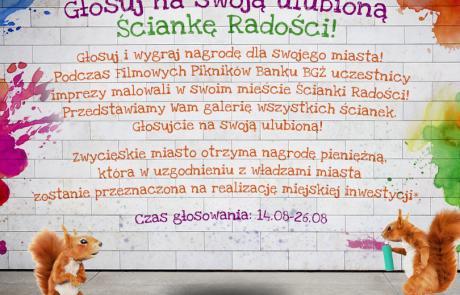 Głosuj na Swoją ulubioną
Ściankę Radości!
Głosuj i wygraj nagrodę dla swojego miasta!
Podczas Filmowych Pikników Banku BGŻ uczestnicy
imprezy malowali w swoim mieście Ścianki Radości!
Przedstawiamy Wam galerię wszystkich ścianek.
Głosujcie na swoją ulubioną!
Zwycięskie miasto otrzyma nagrodę pieniężną,
która w uzgodnieniu z władzami miasta
zostanie przeznaczona na realizację miejskiej inwestycji*.
Czas głosowania: 14.08-26.08